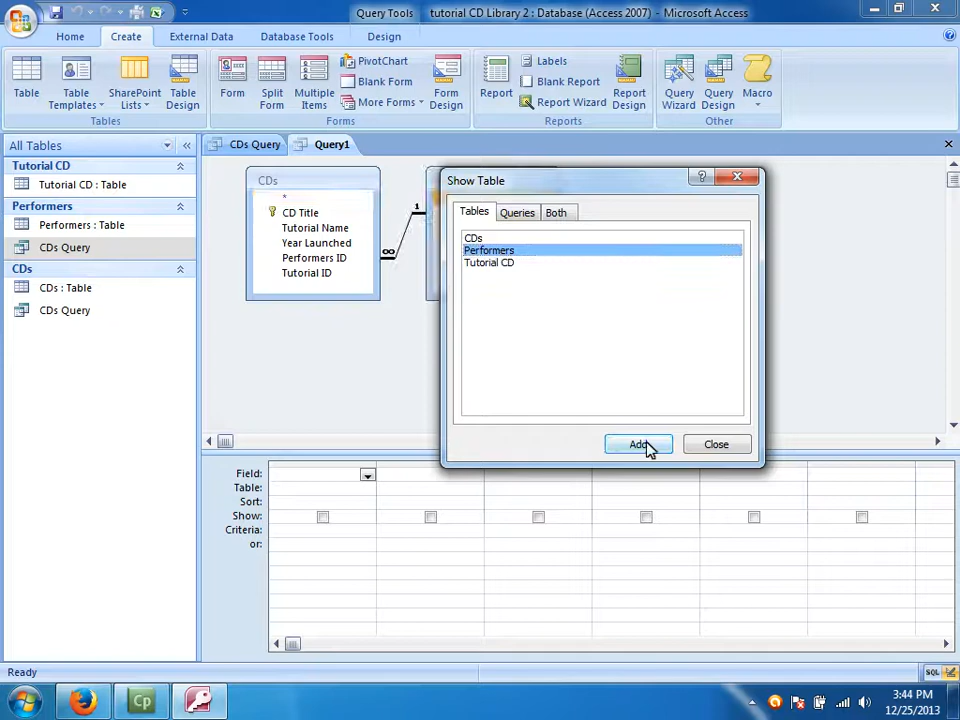 Query Tools
tutorial CD Library 2 : Database (Access 2007) - Microsoft Access
Home
Create
External Data
Database Tools
Design
Table
Table Templates
SharePoint Lists
Table Design
Tables
Form
Split Form
Multiple Items
PivotChart
Blank Form
More Forms
Form Design
Forms
Report
Labels
Blank Form
Report Wizard
Report Design
Reports
Query Wizard
Query Design
Macro
Other
All Tables
Tutorial CD
Tutorial CD : Table
Performers
Performers : Table
CDs Query
CDs
CDs : Table
CDs Query
CDs Query
Query1
CDs
*
CD Title
Tutorial Name
Year Launched
Performers ID
Tutorial ID
1
∞
Show Table
Tables
Queries
Both
CDs
Performers
Tutorial CD
Add
Close
Field:
Table:
Sort:
Show:
Criteria:
or:
Ready
SQL
Cp
3:44 PM
12/25/2013